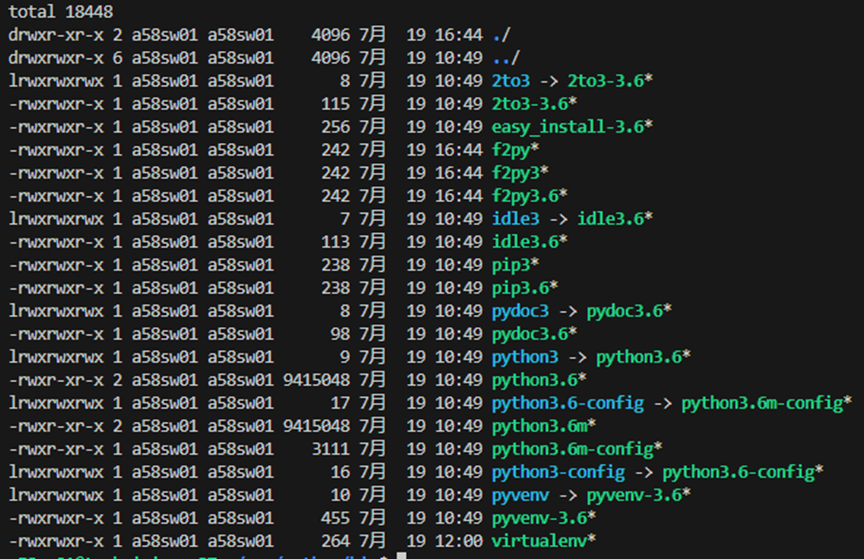 total 18448
drwxr-xr-x 2 a58sw01 a58sw01    4096 7月  19 16:44 ./
drwxr-xr-x 6 a58sw01 a58sw01    4096 7月  19 10:49 ../
lrwxrwxrwx 1 a58sw01 a58sw01       8 7月  19 10:49 2to3 -> 2to3-3.6*
-rwxrwxr-x 1 a58sw01 a58sw01     115 7月  19 10:49 2to3-3.6*
-rwxrwxr-x 1 a58sw01 a58sw01     256 7月  19 10:49 easy_install-3.6*
-rwxrwxr-x 1 a58sw01 a58sw01     242 7月  19 16:44 f2py*
-rwxrwxr-x 1 a58sw01 a58sw01     242 7月  19 16:44 f2py3*
-rwxrwxr-x 1 a58sw01 a58sw01     242 7月  19 16:44 f2py3.6*
lrwxrwxrwx 1 a58sw01 a58sw01       7 7月  19 10:49 idle3 -> idle3.6*
-rwxrwxr-x 1 a58sw01 a58sw01     113 7月  19 10:49 idle3.6*
-rwxrwxr-x 1 a58sw01 a58sw01     238 7月  19 10:49 pip3*
-rwxrwxr-x 1 a58sw01 a58sw01     238 7月  19 10:49 pip3.6*
lrwxrwxrwx 1 a58sw01 a58sw01       8 7月  19 10:49 pydoc3 -> pydoc3.6*
-rwxrwxr-x 1 a58sw01 a58sw01      98 7月  19 10:49 pydoc3.6*
lrwxrwxrwx 1 a58sw01 a58sw01       9 7月  19 10:49 python3 -> python3.6*
-rwxr-xr-x 2 a58sw01 a58sw01 9415048 7月  19 10:49 python3.6*
lrwxrwxrwx 1 a58sw01 a58sw01      17 7月  19 10:49 python3.6-config -> python3.6m-config*
-rwxr-xr-x 2 a58sw01 a58sw01 9415048 7月  19 10:49 python3.6m*
-rwxrwxr-x 1 a58sw01 a58sw01    3111 7月  19 10:49 python3.6m-config*
lrwxrwxrwx 1 a58sw01 a58sw01      16 7月  19 10:49 python3-config -> python3.6-config*
lrwxrwxrwx 1 a58sw01 a58sw01      10 7月  19 10:49 pyvenv -> pyvenv-3.6*
-rwxrwxr-x 1 a58sw01 a58sw01     455 7月  19 10:49 pyvenv-3.6*
-rwxrwxr-x 1 a58sw01 a58sw01     264 7月  19 12:00 virtualenv*